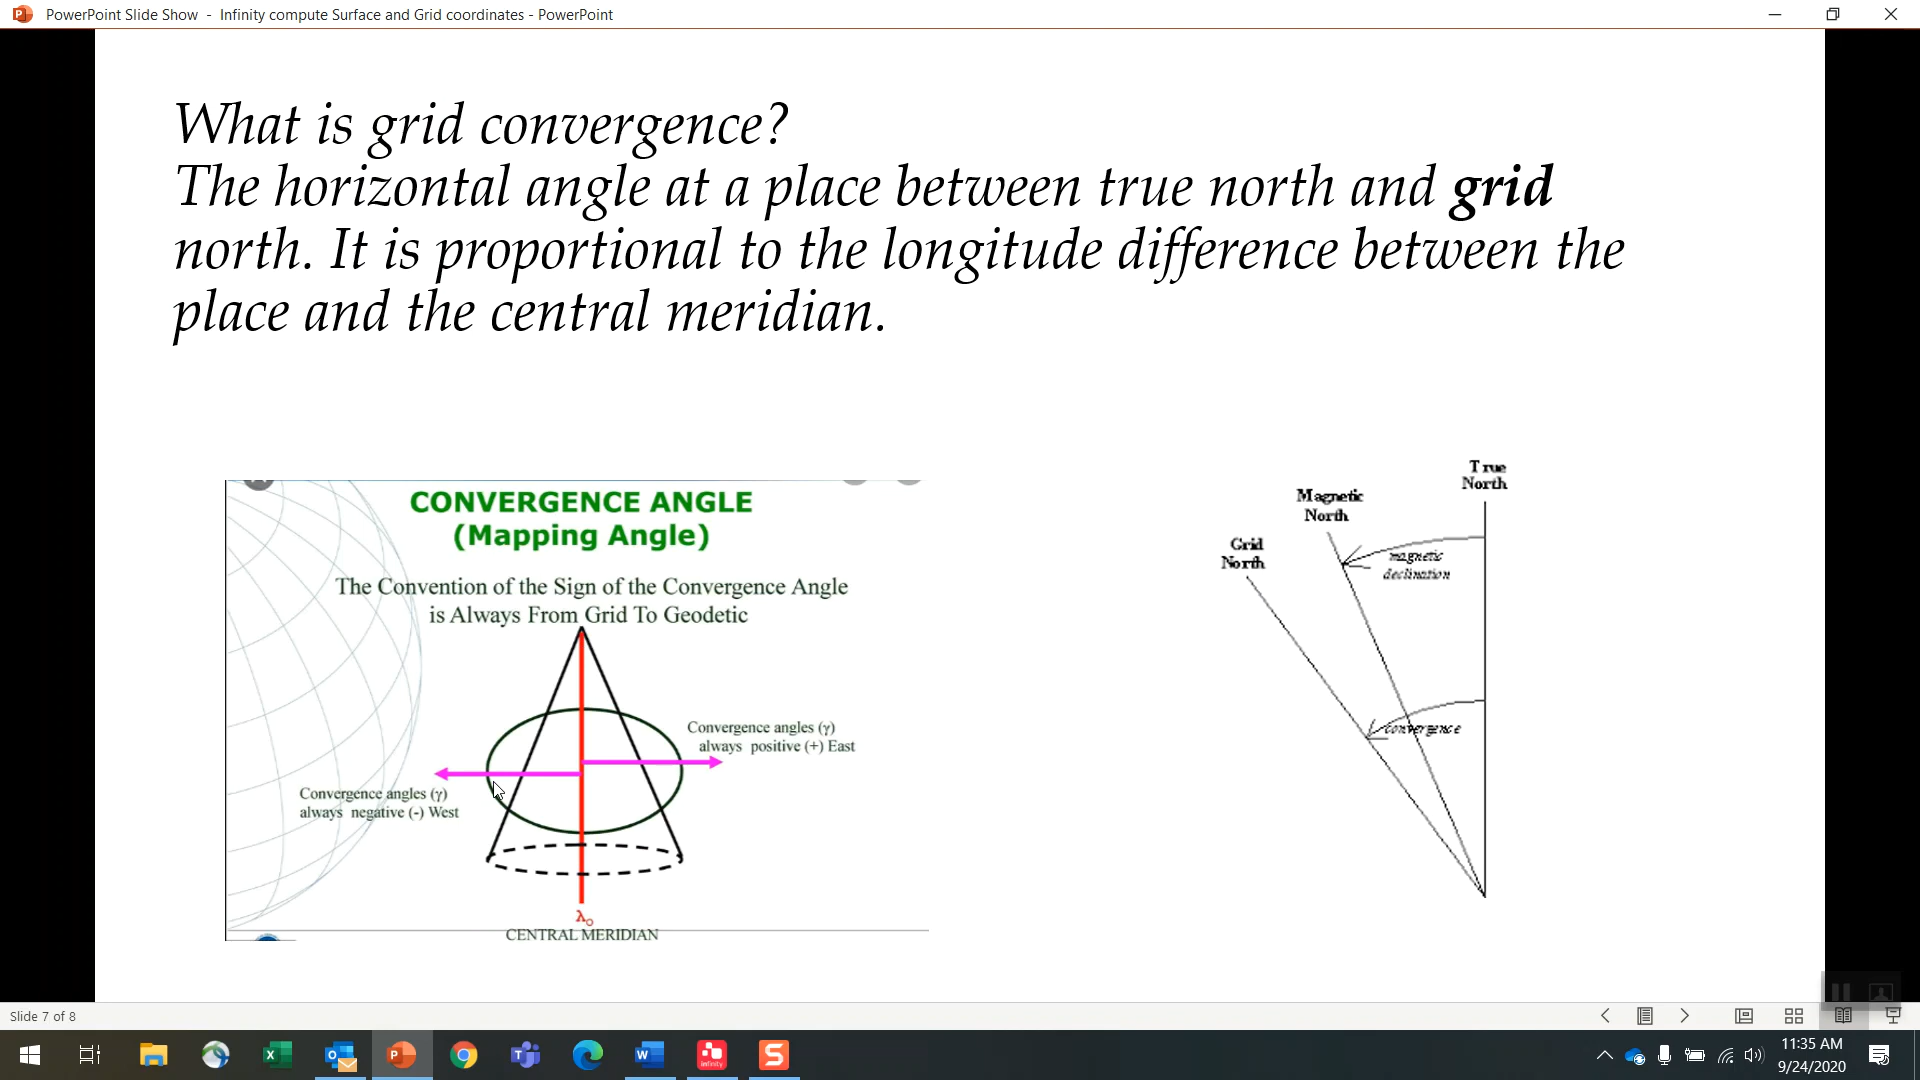 PowerPoint Slide Show - Infinity compute Surface and Grid coordinates - PowerPoint
What is grid convergence?
The horizontal angle at a place between true north and grid
north. It is proportional to the longitude difference between the
place and the central meridian.
CONVERGENCE ANGLE
(Mapping Angle)
The Convention of the Sign of the Convergence Angle
is Always From Grid To Geodetic
Convergence angles (γ)
always positive (+) East
Convergence angles (γ)
always negative (-) West
λo
CENTRAL MERIDIAN
True
North
Magnetic
North
Grid
North
magnetic
declination
convergence
Slide 7 of 8
11:35 AM
9/24/2020
infinity